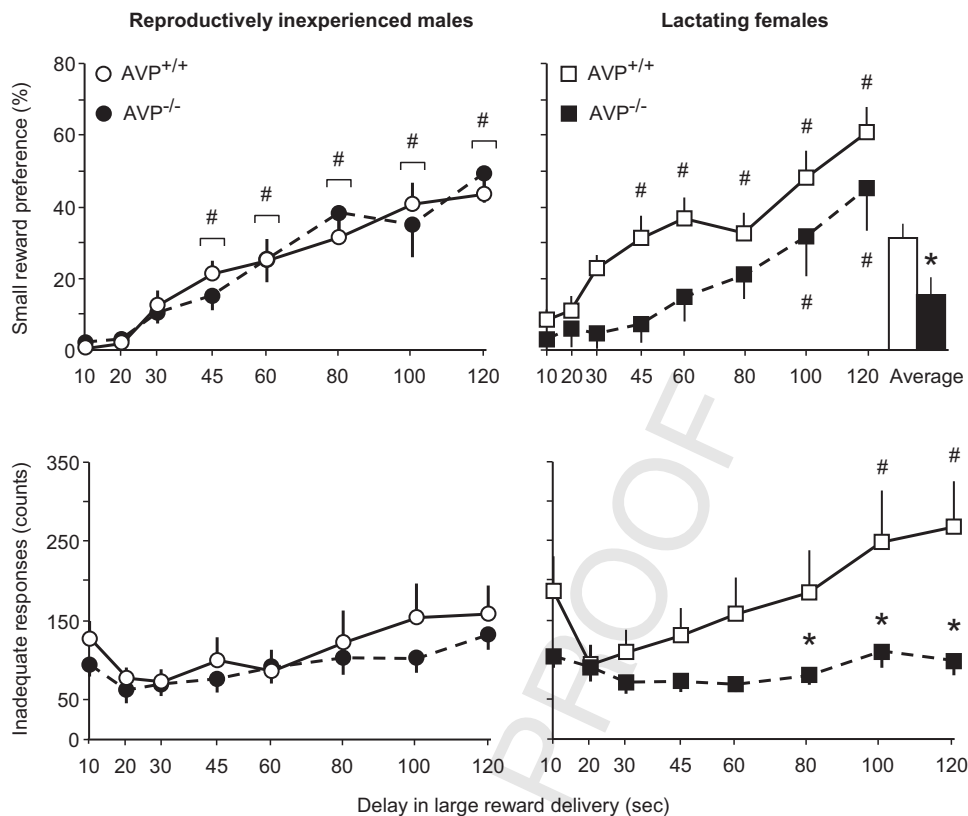 Reproductively inexperienced males
Lactating females
Small reward preference (%)
80
60
40
20
0
AVP+/+
AVP-/-
#
#
#
#
#
10 20 30 45 60 80 100 120
AVP+/+
AVP-/-
#
#
#
#
#
#
#
*
10 20 30 45 60 80 100 120 Average
Inadequate responses (counts)
350
250
150
50
0
10 20 30 45 60 80 100 120
#
#
*
*
*
10 20 30 45 60 80 100 120
Delay in large reward delivery (sec)
PROOF